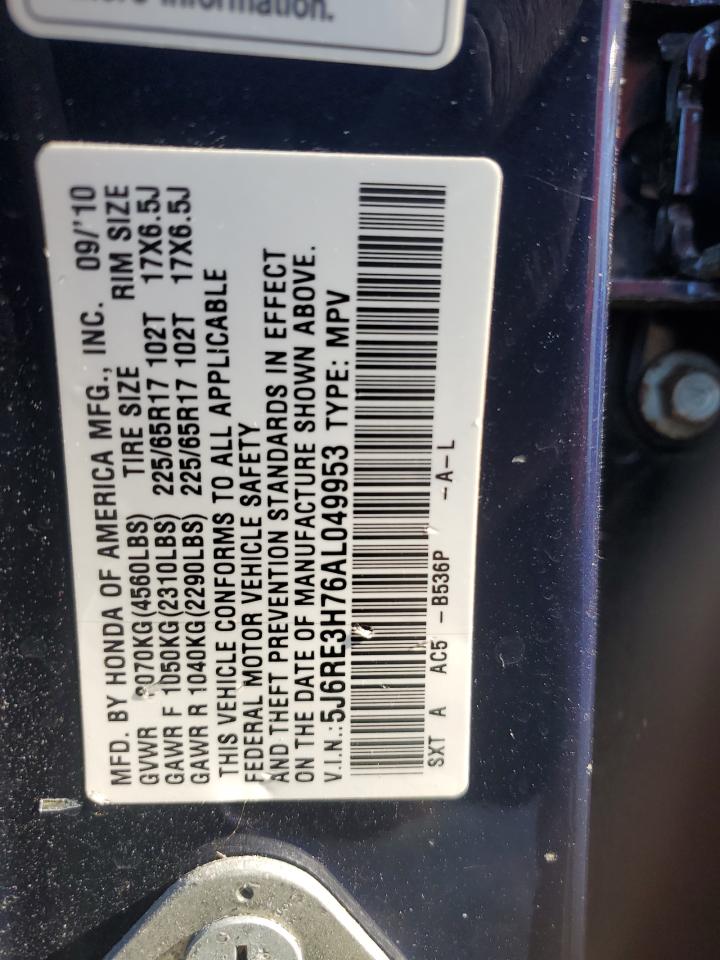 more information.
MFD. BY HONDA OF AMERICA MFG., INC. 09/'10
GVWR 2070KG(4560LBS) TIRE SIZE RIM SIZE
GAWR F 1050KG(2310LBS) 225/65R17 102T 17X6.5J
GAWR R 1040KG(2290LBS) 225/65R17 102T 17X6.5J
THIS VEHICLE CONFORMS TO ALL APPLICABLE
FEDERAL MOTOR VEHICLE SAFETY
AND THEFT PREVENTION STANDARDS IN EFFECT
ON THE DATE OF MANUFACTURE SHOWN ABOVE.
V.I.N.: 5J6RE3H76AL049953 TYPE: MPV
SXT A AC5 -B536P -A-L